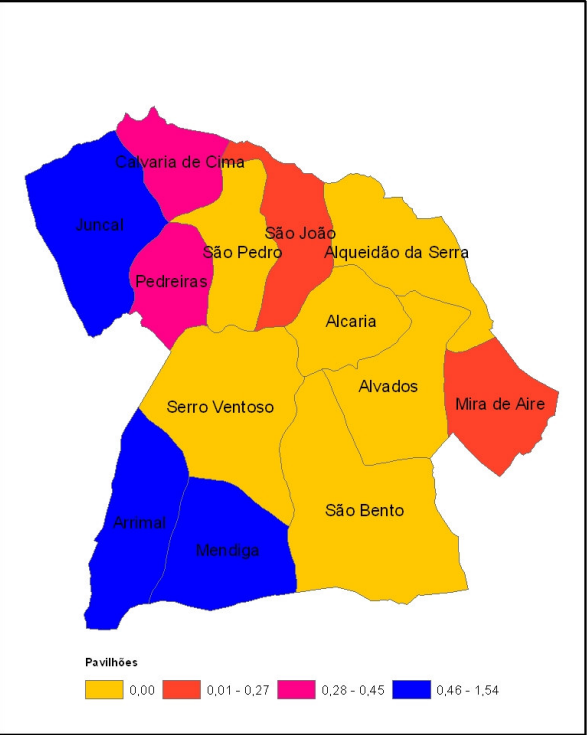 Calvaria de Cima
Juncal
São João
São Pedro
Alqueidão da Serra
Pedreiras
Alcaria
Alvados
Serro Ventoso
Mira de Aire
São Bento
Arrimal
Mendiga
Pavilhões
0,00
0,01 - 0,27
0,28 - 0,45
0,46 - 1,54